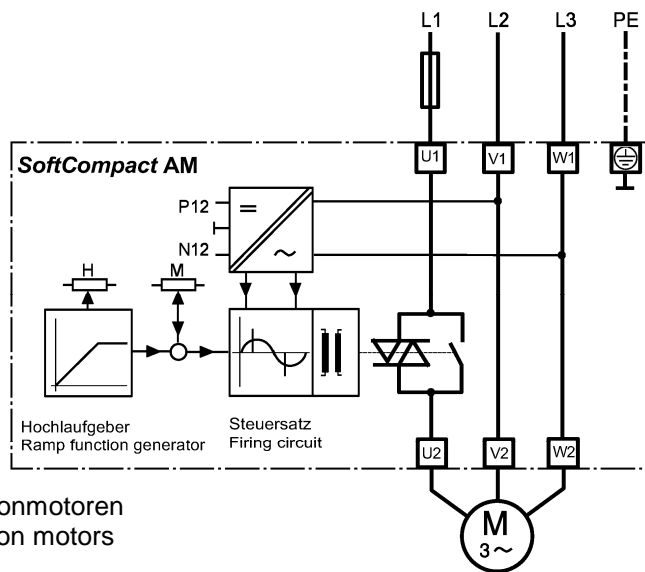 L1 L2 L3 PE
U1 V1 W1
SoftCompact AM
P12
=
N12
~
H M
Hochlaufgeber
Ramp function generator
Steuersatz
Firing circuit
U2 V2 W2
onmotoren
on motors
M
3~